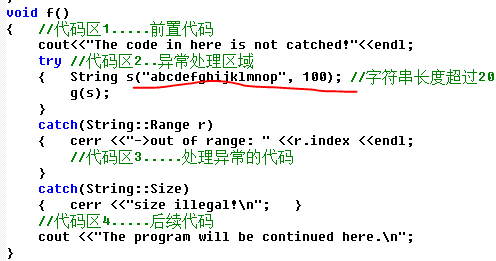 void f()
{ //代码区1.....前置代码
cout<<"The code in here is not catched!"<<endl;
try //代码区2..异常处理区域
{ String s("abcdefghijklmnop", 100); //字符串长度超过20
g(s);
}
catch(String::Range r)
{ cerr <<"->out of range: " <<r.index <<endl;
//代码区3.....处理异常的代码
}
catch(String::Size)
{ cerr <<"size illegal!\n"; }
//代码区4.....后续代码
cout <<"The program will be continued here.\n";
}